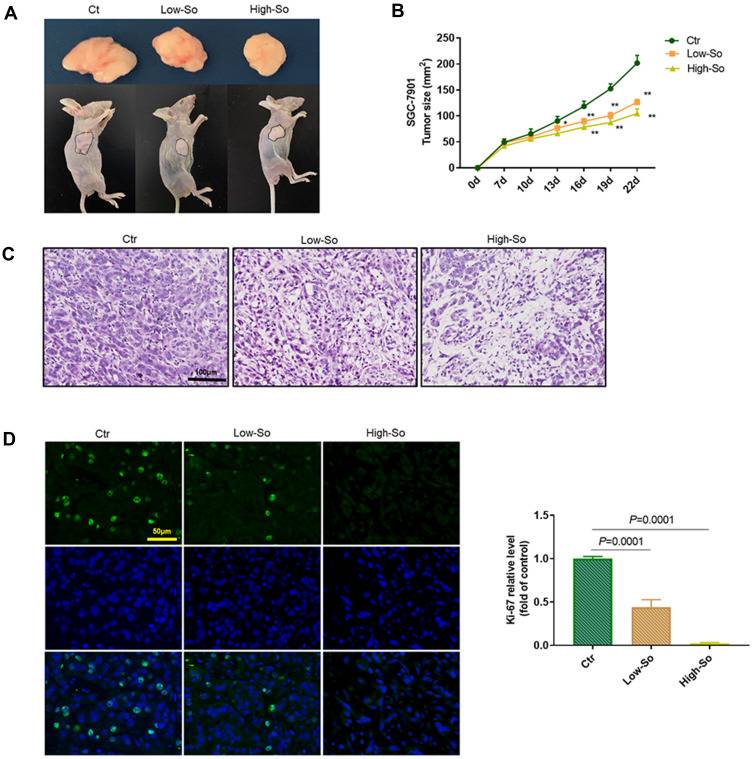 A
Ct
Low-So
High-So
B
250
200
150
100
50
0
SGC-7901
Tumor size (mm²)
0d
7d
10d
13d
16d
19d
22d
*
**
**
**
**
**
**
Ctr
Low-So
High-So
C
Ctr
Low-So
High-So
100μm
D
Ctr
Low-So
High-So
50μm
1.5
1.0
0.5
0.0
Ki-67 relative level
(fold of control)
P=0.0001
P=0.0001
Ctr
Low-So
High-So